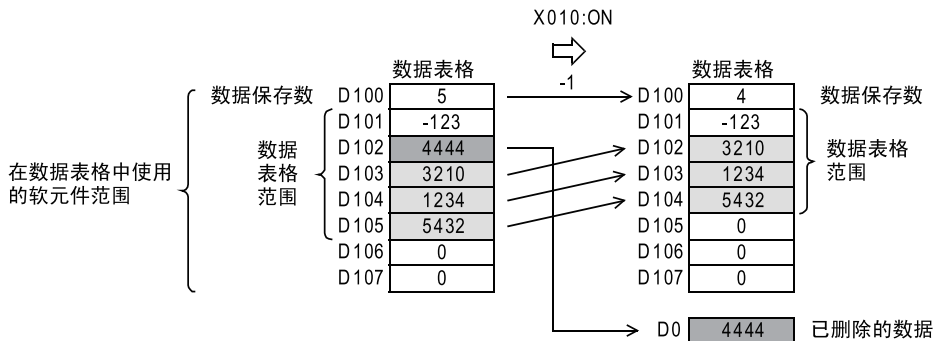 X010:ON
数据表格
-1
数据表格
数据保存数 D100 5 D100 4 数据保存数
D101 -123 D101 -123
D102 4444 D102 3210
D103 3210 D103 1234
D104 1234 D104 5432
D105 5432 D105 0
D106 0 D106 0
D107 0 D107 0
在数据表格中使用
的软元件范围
数据
表格
范围
数据表格
范围
D0 4444 已删除的数据